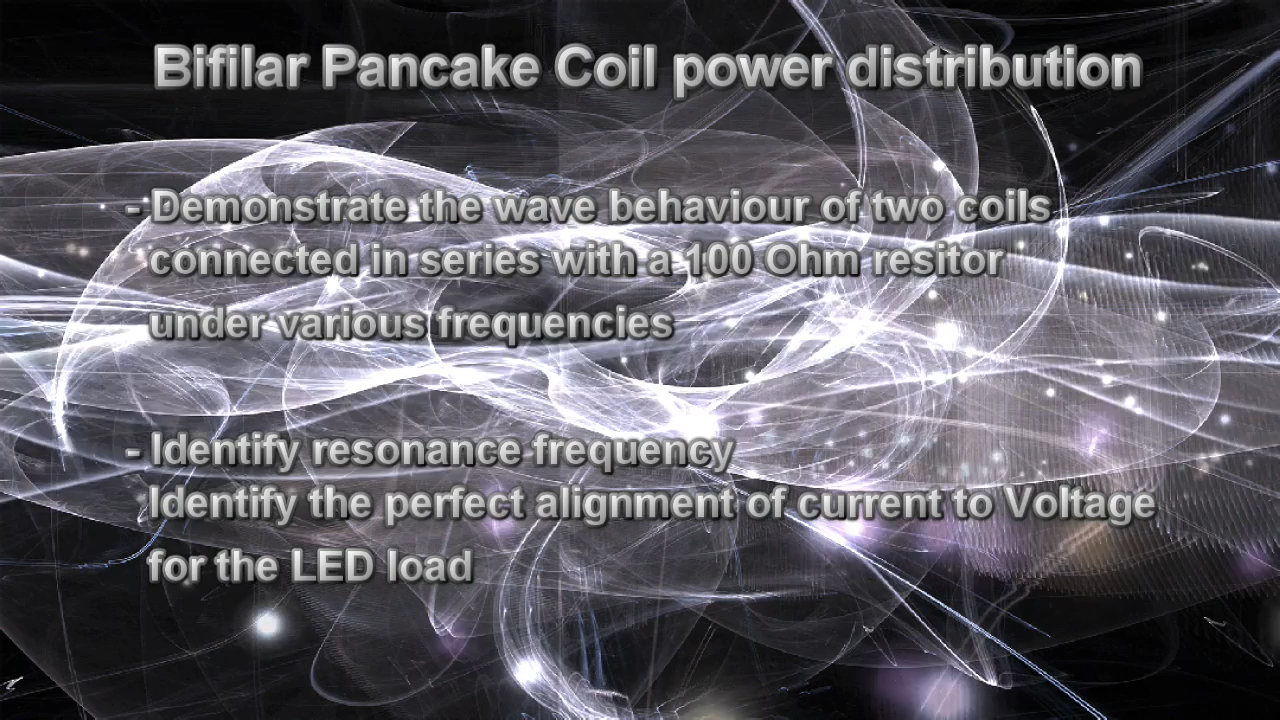 Bifilar Pancake Coil power distribution
- Demonstrate the wave behaviour of two coils
connected in series with a 100 Ohm resitor
under various frequencies
- Identify resonance frequency
Identify the perfect alignment of current to Voltage
for the LED load